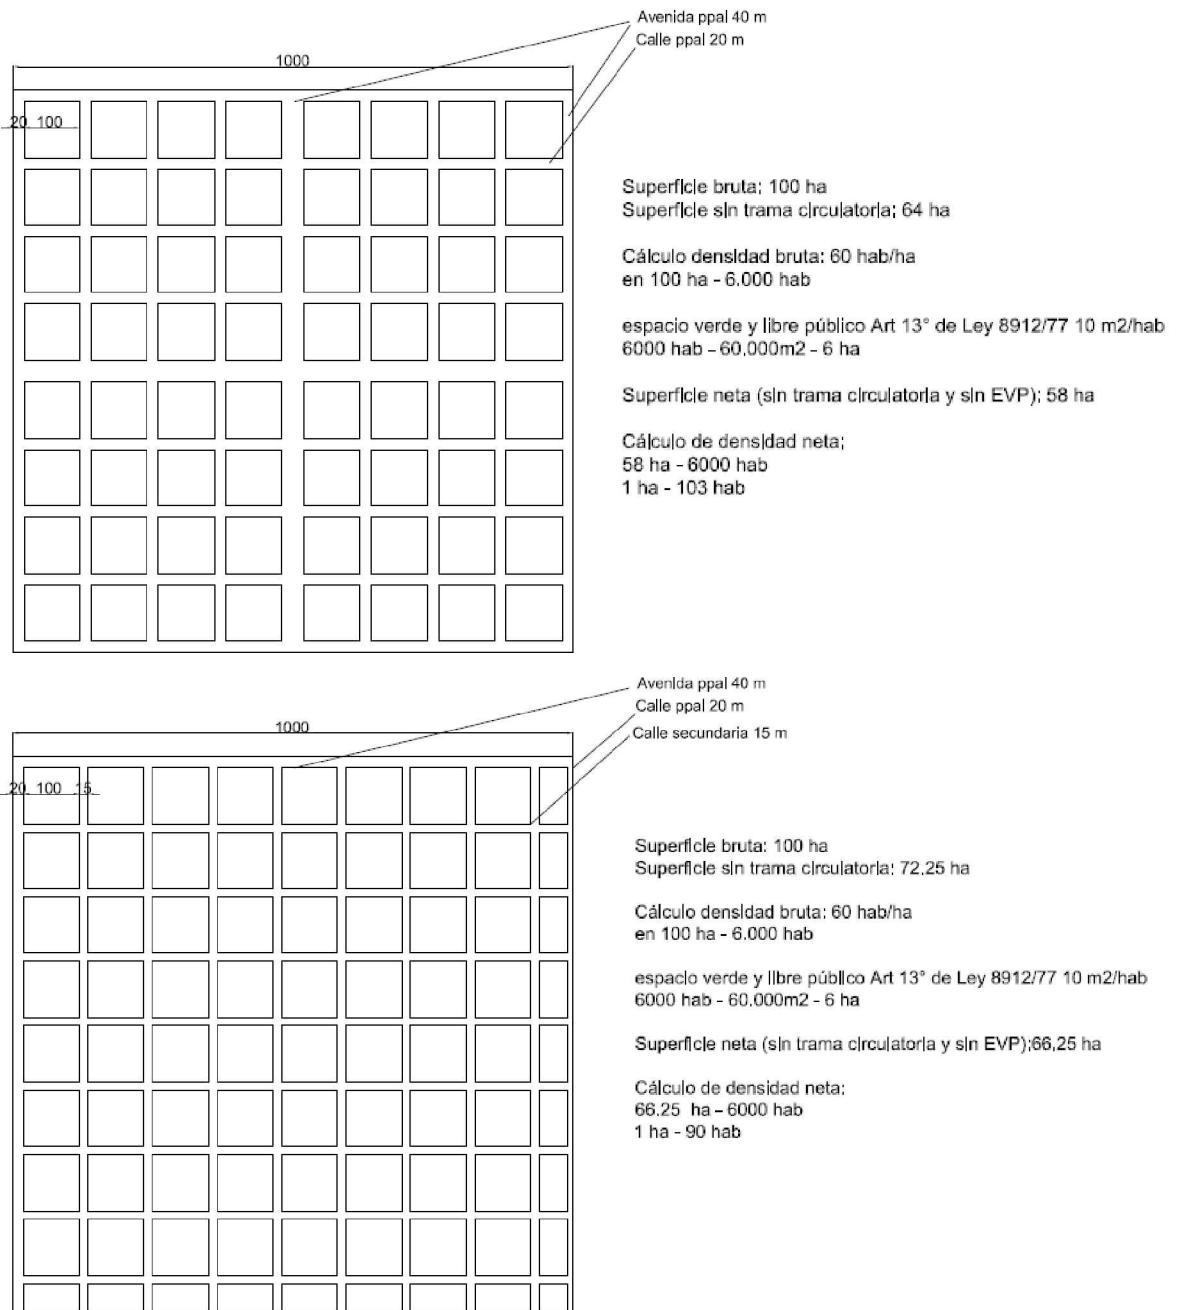 Avenida ppal 40 m
Calle ppal 20 m
1000
20 100
Superficie bruta: 100 ha
Superficie sin trama circulatoria: 64 ha
Cálculo densidad bruta: 60 hab/ha
en 100 ha - 6.000 hab
espacio verde y libre público Art 13° de Ley 8912/77 10 m2/hab
6000 hab - 60.000m2 - 6 ha
Superficie neta (sin trama circulatoria y sin EVP): 58 ha
Cálculo de densidad neta:
58 ha - 6000 hab
1 ha - 103 hab
Avenida ppal 40 m
Calle ppal 20 m
Calle secundaria 15 m
1000
20 100 15
Superficie bruta: 100 ha
Superficie sin trama circulatoria: 72.25 ha
Cálculo densidad bruta: 60 hab/ha
en 100 ha - 6.000 hab
espacio verde y libre público Art 13° de Ley 8912/77 10 m2/hab
6000 hab - 60.000m2 - 6 ha
Superficie neta (sin trama circulatoria y sin EVP):66,25 ha
Cálculo de densidad neta:
66.25 ha - 6000 hab
1 ha - 90 hab